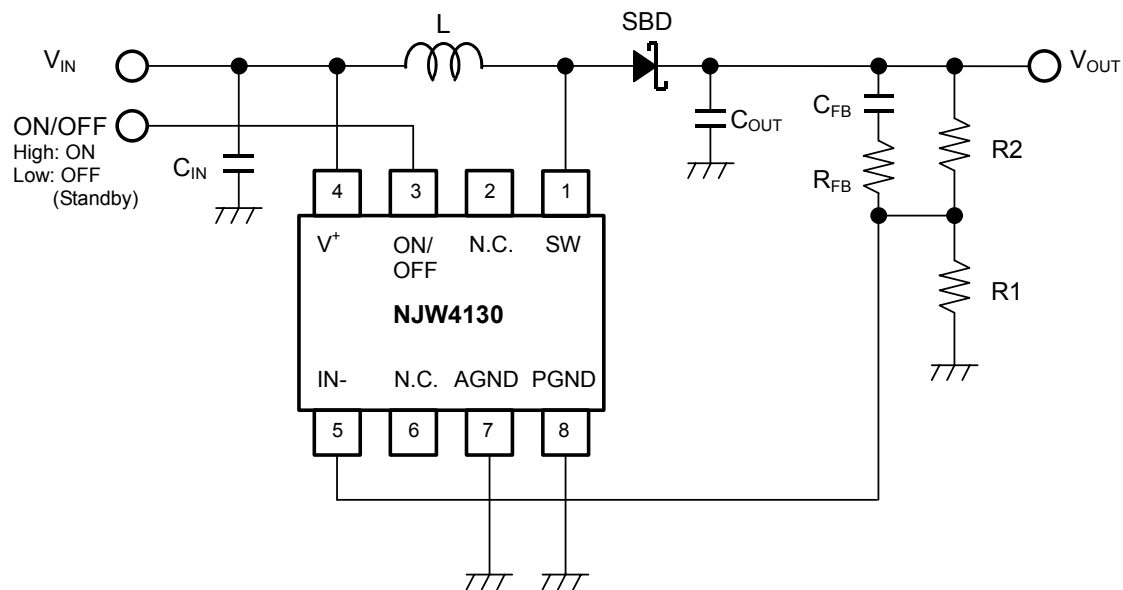 L
SBD
V_IN
V_OUT
ON/OFF
High: ON
Low: OFF
(Standby)
C_IN
C_OUT
C_FB
R_FB
R2
R1
4
3
2
1
V⁺
ON/
OFF
N.C.
SW
NJW4130
IN-
N.C.
AGND
PGND
5
6
7
8